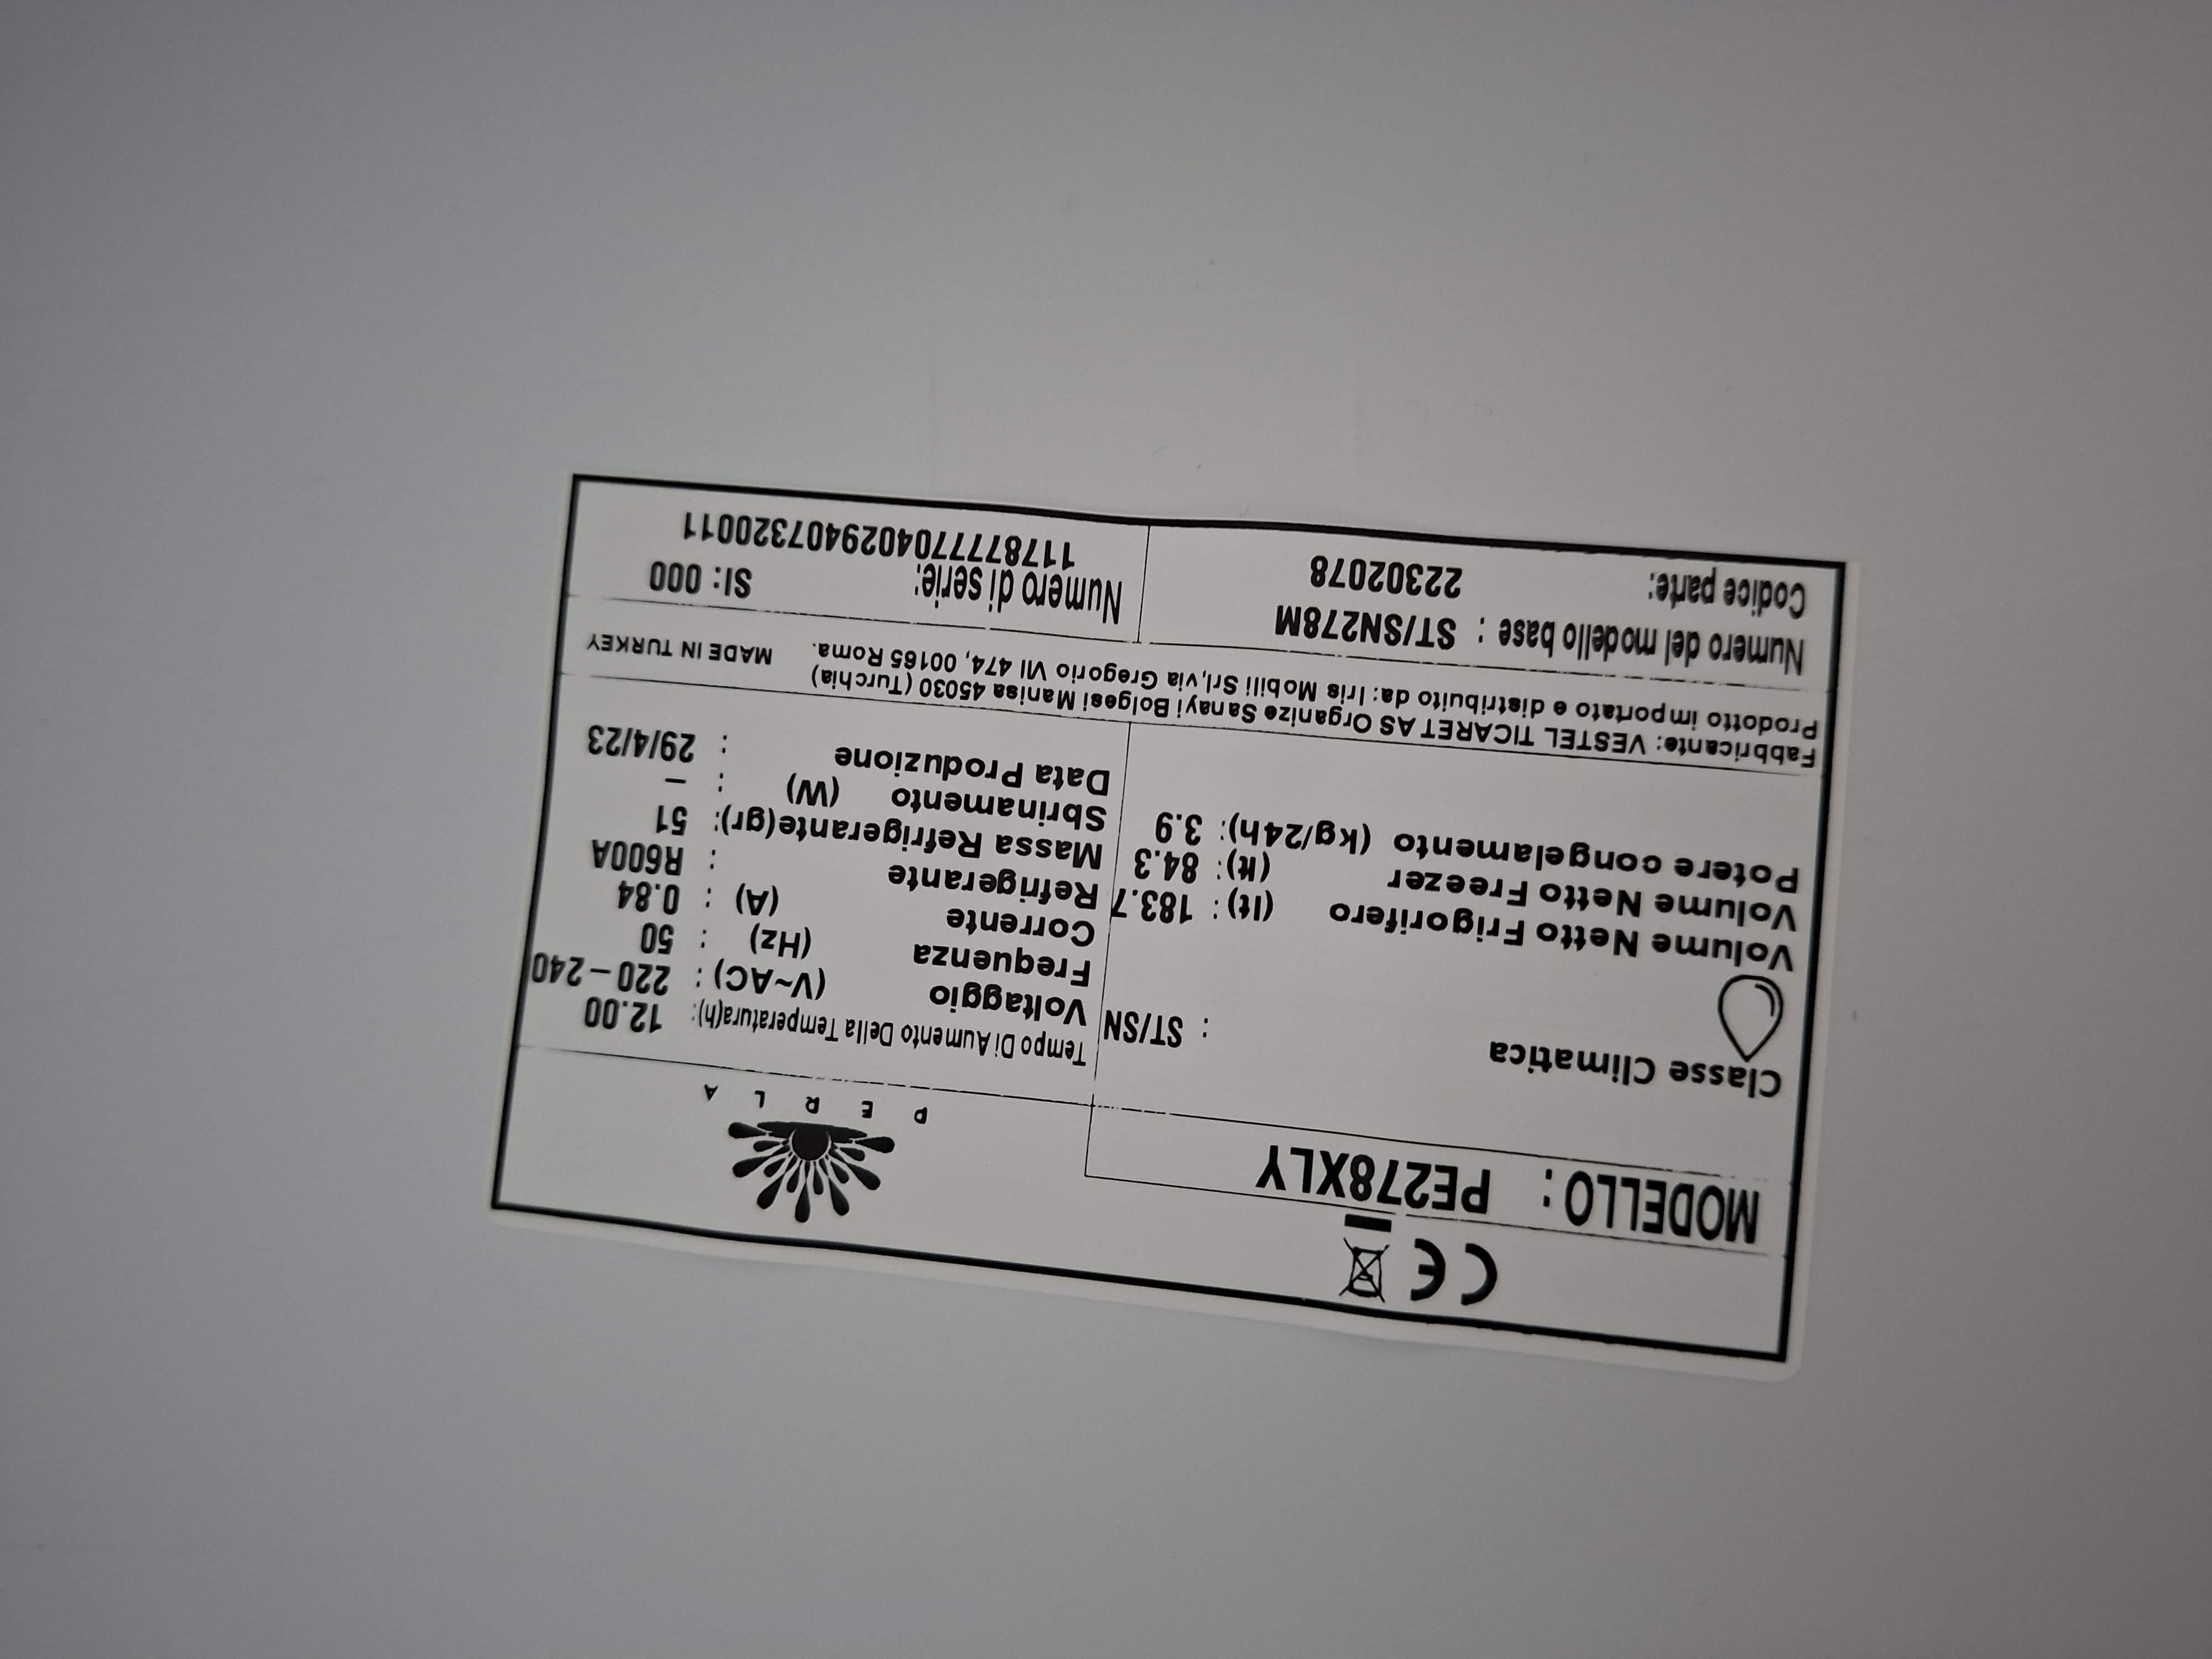 CE
MODELLO : PE278XLY
P E R L A
Classe Climatica : ST/SN
Volume Netto Frigorifero (lt) : 183.7
Volume Netto Freezer (lt): 84.3
Potere congelamento (kg/24h): 3.9
Tempo Di Aumento Della Temperatura(h): 12.00
Voltaggio (V~AC) : 220-240
Frequenza (Hz) : 50
Corrente (A) : 0.84
Refrigerante : R600A
Massa Refrigerante(gr): 51
Sbrinamento (W) : –
Data Produzione : 29/4/23
Fabbricante: VESTEL TICARET AS Organize Sanayi Bolgesi Manisa 45030 (Turchia)
Prodotto importato e distribuito da: Iris Mobili Srl,via Gregorio VII 474, 00165 Roma. MADE IN TURKEY
Numero del modello base : ST/SN278M
Codice parte: 22302078
Numero di serie: SI: 000
1178777704029407320011